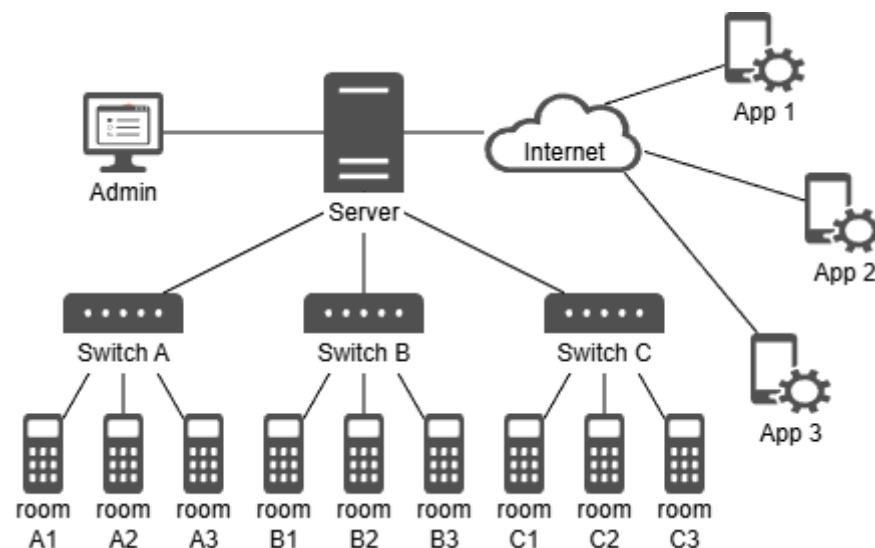 App 1
Internet
Admin
Server
App 2
Switch A
Switch B
Switch C
App 3
room
A1
room
A2
room
A3
room
B1
room
B2
room
B3
room
C1
room
C2
room
C3